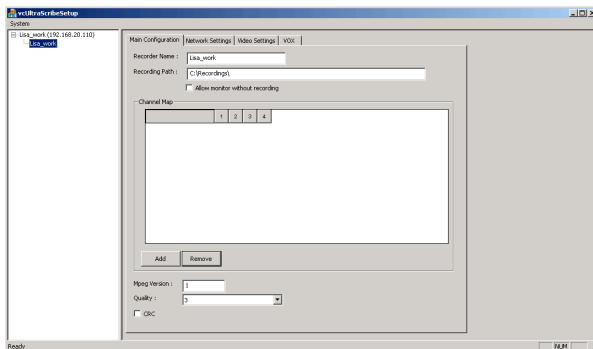 vcUltraScribeSetup
System
Lisa_work (192.168.20.110)
Lisa_work
Main Configuration Network Settings Video Settings VOX
Recorder Name : Lisa_work
Recording Path : C:\Recordings\
Allow monitor without recording
Channel Map
1 2 3 4
Add Remove
Mpeg Version : 1
Quality : 3
CRC
Ready NUM